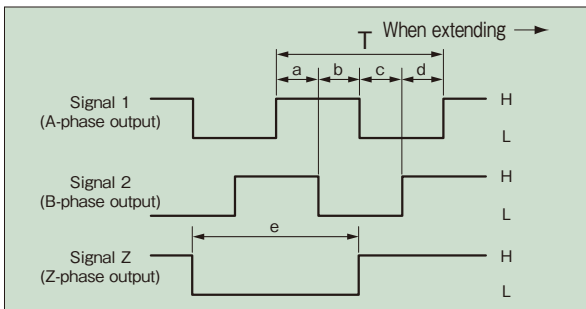 When extending
T
a b c d
Signal 1
(A-phase output)
H
L
Signal 2
(B-phase output)
H
L
e
Signal Z
(Z-phase output)
H
L